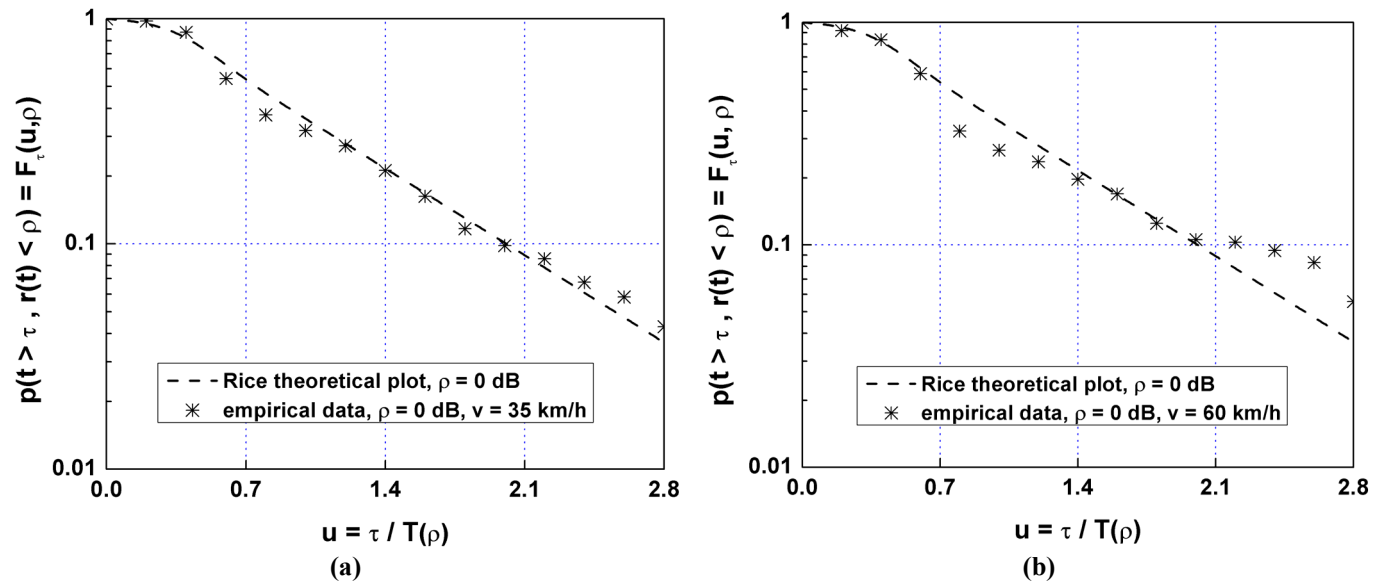 p(t > τ , r(t) < ρ) = Fτ(u,ρ)
1
0.1
0.01
Rice theoretical plot, ρ = 0 dB
empirical data, ρ = 0 dB, v = 35 km/h
0.0 0.7 1.4 2.1 2.8
u = τ / T(ρ)
(a)
p(t > τ , r(t) < ρ) = Fτ(u, ρ)
1
0.1
0.01
Rice theoretical plot, ρ = 0 dB
empirical data, ρ = 0 dB, v = 60 km/h
0.0 0.7 1.4 2.1 2.8
u = τ / T(ρ)
(b)